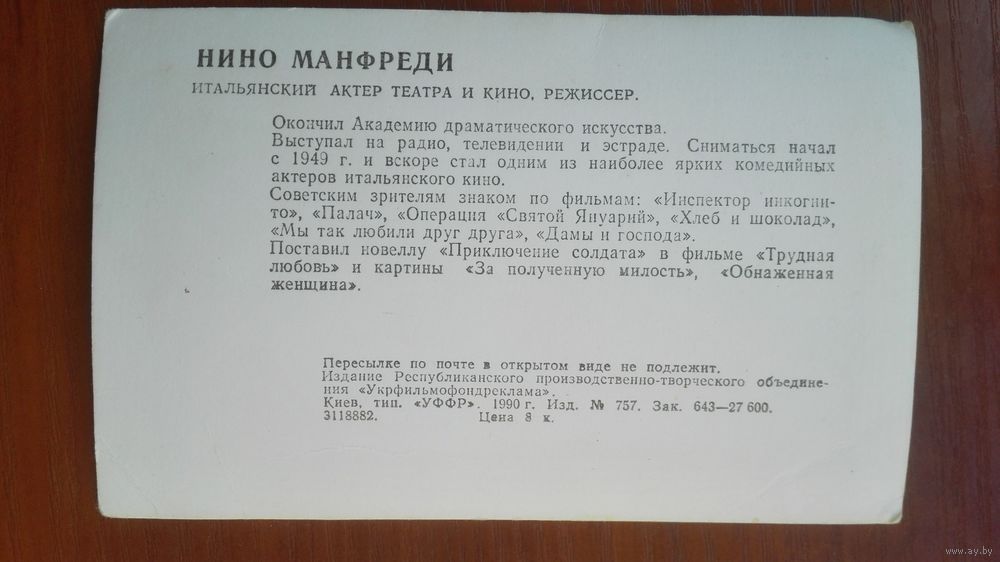 НИНО МАНФРЕДИ
ИТАЛЬЯНСКИЙ АКТЕР ТЕАТРА И КИНО, РЕЖИССЕР.
Окончил Академию драматического искусства.
Выступал на радио, телевидении и эстраде. Сниматься начал
с 1949 г. и вскоре стал одним из наиболее ярких комедийных
актеров итальянского кино.
Советским зрителям знаком по фильмам: «Инспектор инкогни-
то», «Палач», «Операция «Святой Януарий», «Хлеб и шоколад»,
«Мы так любили друг друга», «Дамы и господа».
Поставил новеллу «Приключение солдата» в фильме «Трудная
любовь» и картины «За полученную милость», «Обнаженная
женщина».
Пересылке по почте в открытом виде не подлежит.
Издание Республиканского производственно-творческого объедине-
ния «Укрфильмофондреклама».
Киев, тип. «УФФР». 1990 г. Изд. № 757. Зак. 643—27 600.
3118882. Цена 8 к.
www.ay.by